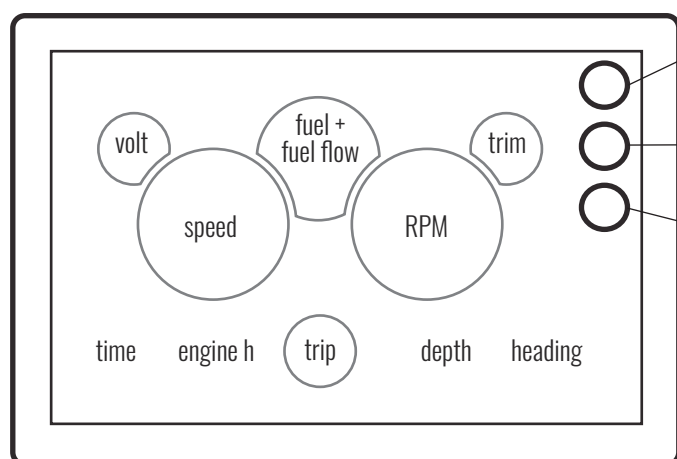 fuel +
volt fuel flow trim
speed RPM
time engine h trip depth heading